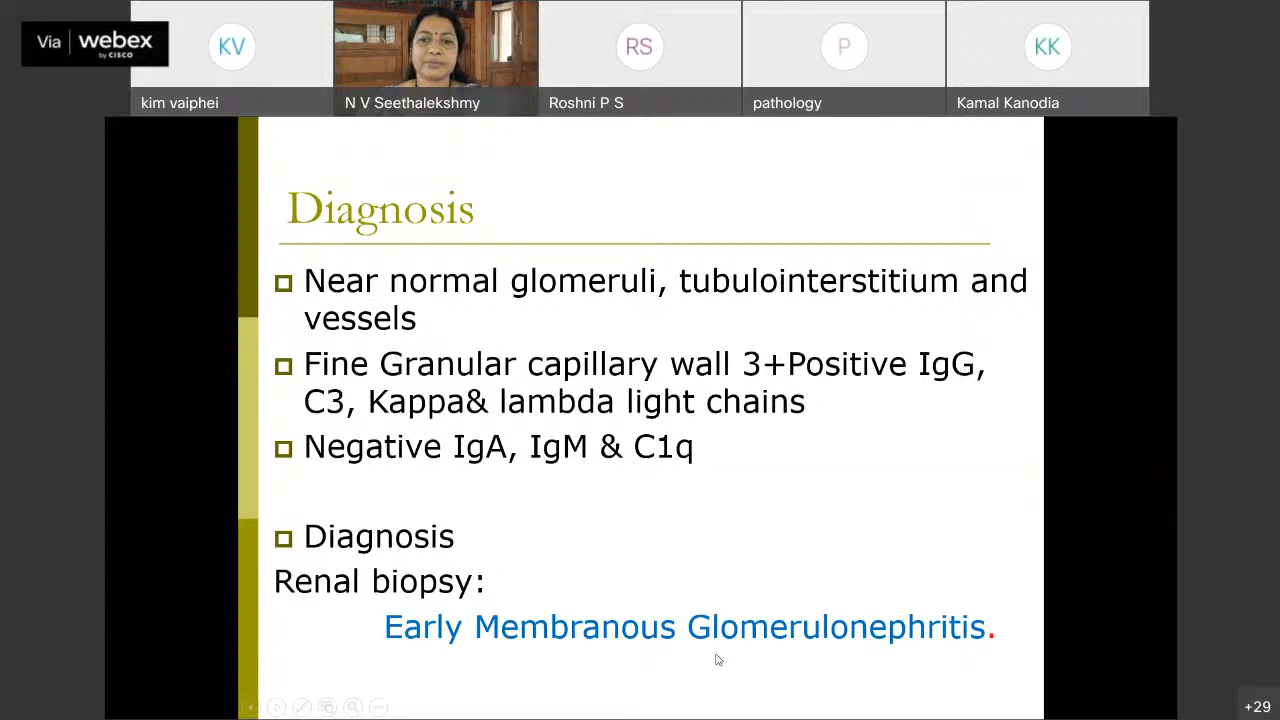 Via webex
by CISCO
KV
RS
P
KK
kim vaiphei
N V Seethalekshmy
Roshni P S
pathology
Kamal Kanodia
Diagnosis
Near normal glomeruli, tubulointerstitium and
vessels
Fine Granular capillary wall 3+Positive IgG,
C3, Kappa& lambda light chains
Negative IgA, IgM & C1q
Diagnosis
Renal biopsy:
Early Membranous Glomerulonephritis.
+29